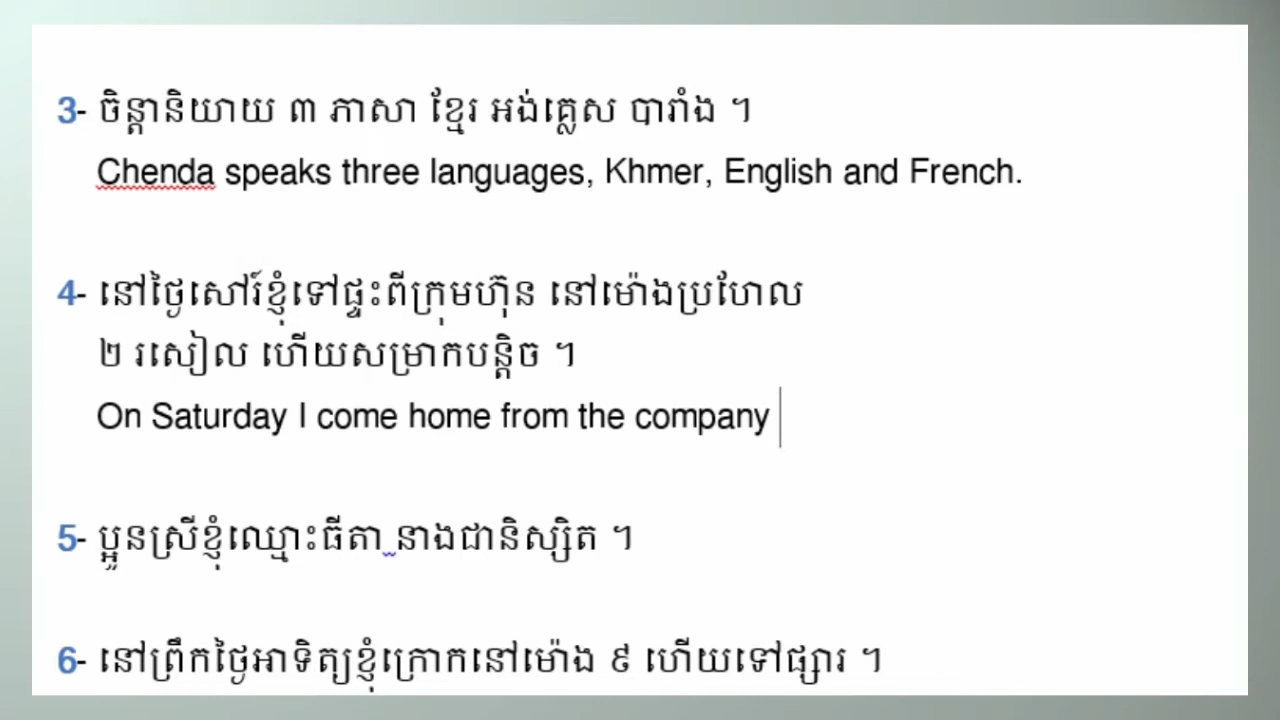 3- ចិន្តានិយាយ ៣ ភាសា ខ្មែរ អង់គ្លេស បារាំង ។
Chenda speaks three languages, Khmer, English and French.
4- នៅថ្ងៃសៅរ៍ខ្ញុំទៅផ្ទះពីក្រុមហ៊ុន នៅម៉ោងប្រហែល
២ រសៀល ហើយសម្រាកបន្តិច ។
On Saturday I come home from the company
5- ប្អូនស្រីខ្ញុំឈ្មោះធីតា នាងជានិស្សិត ។
6- នៅព្រឹកថ្ងៃអាទិត្យខ្ញុំក្រោកនៅម៉ោង ៩ ហើយទៅផ្សារ ។